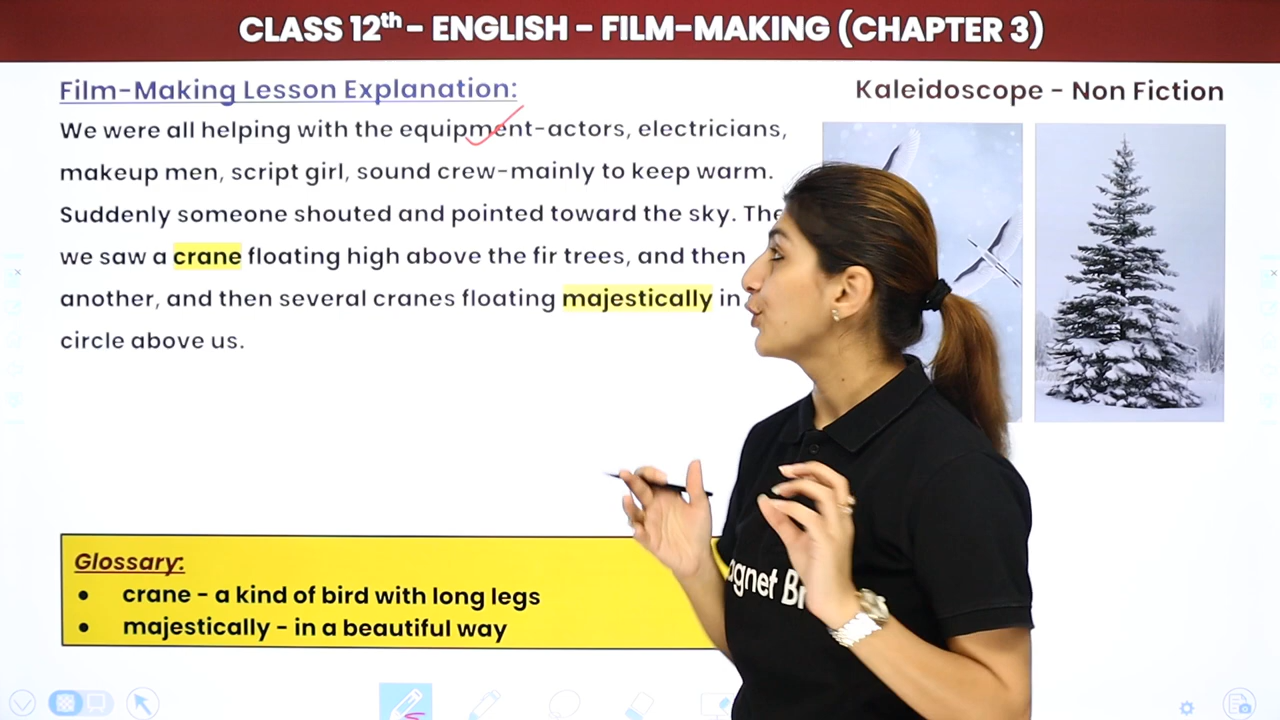 CLASS 12th - ENGLISH - FILM-MAKING (CHAPTER 3)
Film-Making Lesson Explanation:
Kaleidoscope - Non Fiction
We were all helping with the equipment-actors, electricians,
makeup men, script girl, sound crew-mainly to keep warm.
Suddenly someone shouted and pointed toward the sky.
we saw a crane floating high above the fir trees, and then
another, and then several cranes floating majestically in
circle above us.
Glossary:
• crane - a kind of bird with long legs
• majestically - in a beautiful way